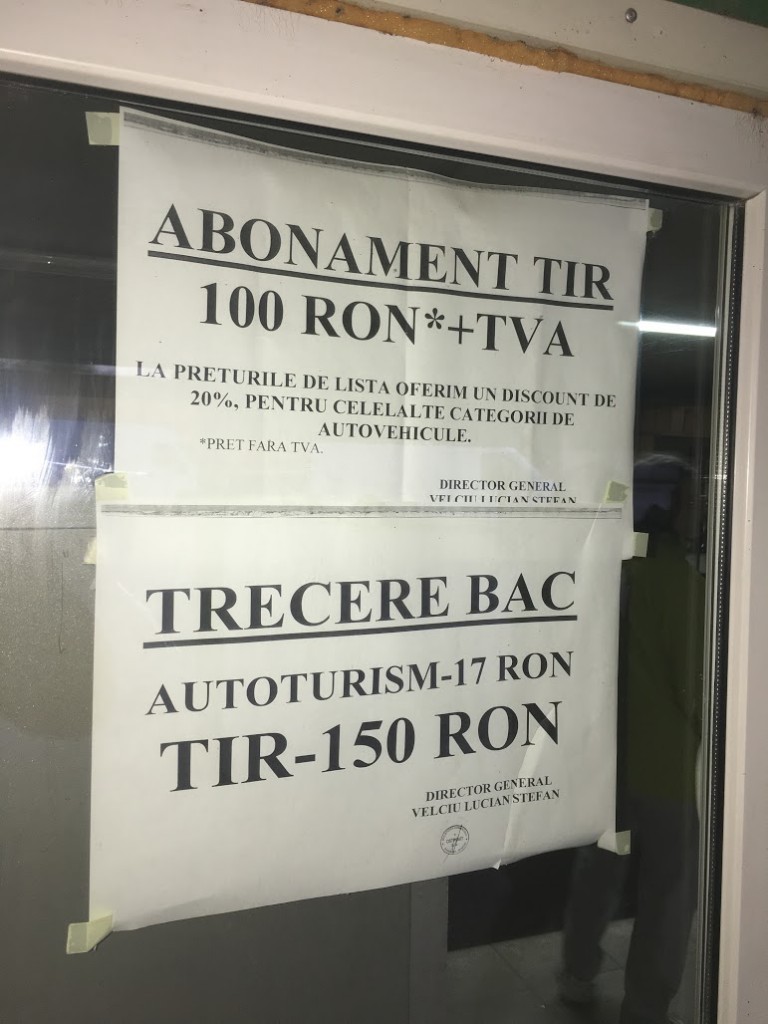 ABONAMENT TIR
100 RON*+TVA
LA PRETURILE DE LISTA OFERIM UN DISCOUNT DE
20%, PENTRU CELELALTE CATEGORII DE
AUTOVEHICULE.
*PRET FARA TVA.
DIRECTOR GENERAL
VELCIU LUCIAN STEFAN
TRECERE BAC
AUTOTURISM-17 RON
TIR-150 RON
DIRECTOR GENERAL
VELCIU LUCIAN STEFAN